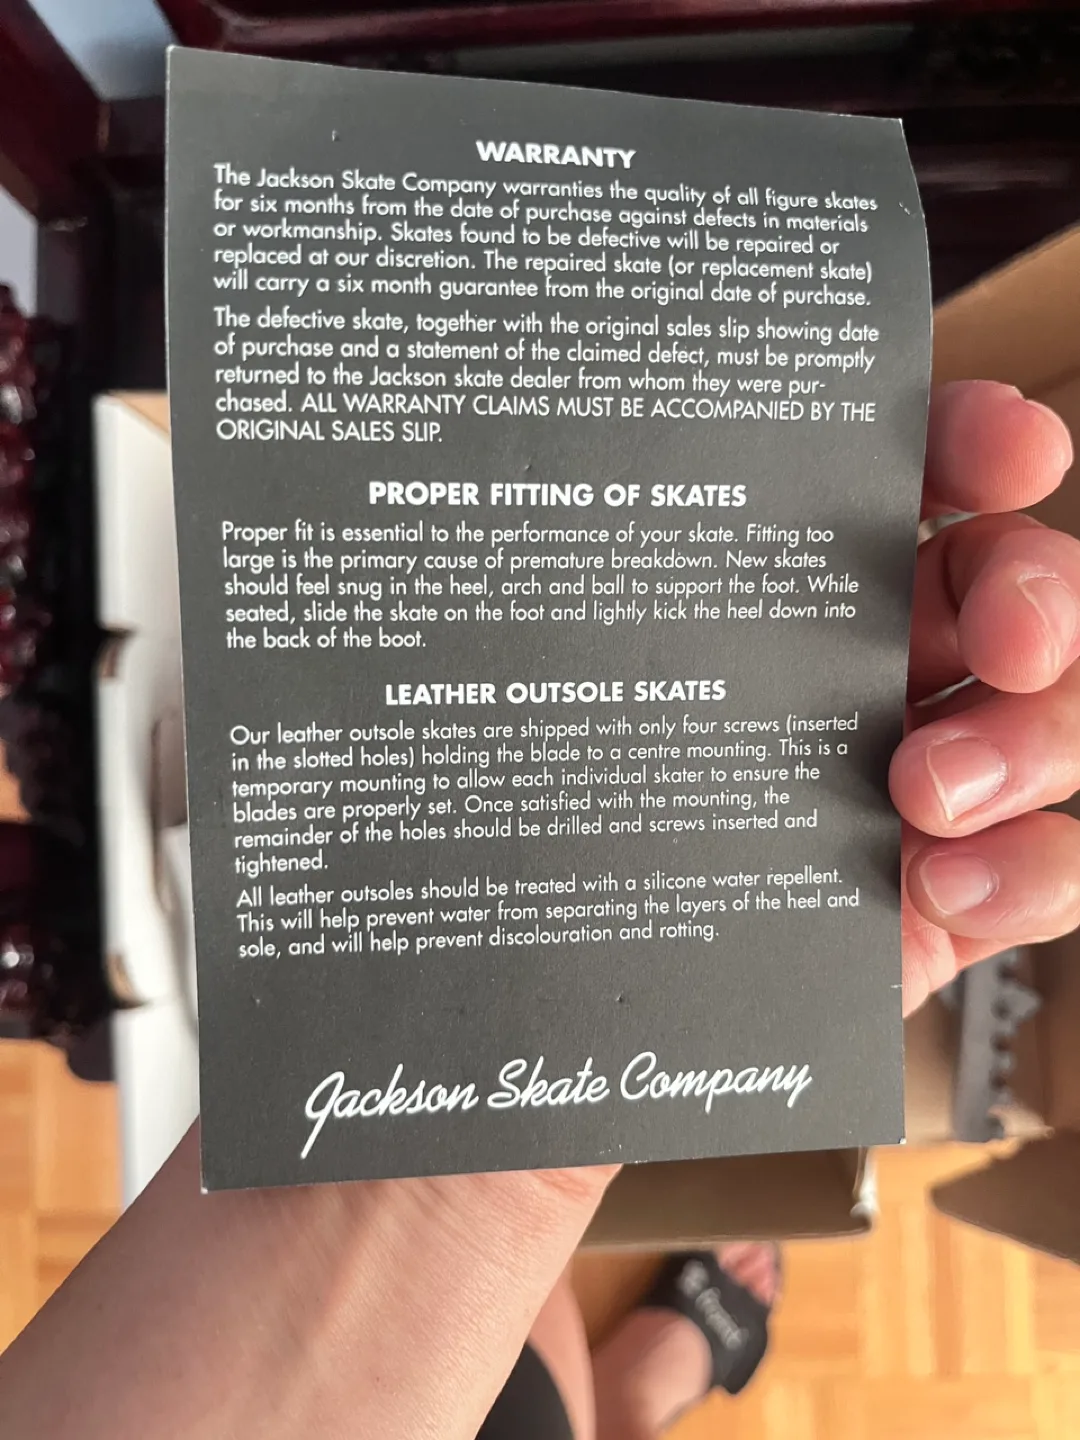 WARRANTY
The Jackson Skate Company warranties the quality of all figure skates
for six months from the date of purchase against defects in materials
or workmanship. Skates found to be defective will be repaired or
replaced at our discretion. The repaired skate (or replacement skate)
will carry a six month guarantee from the original date of purchase.
The defective skate, together with the original sales slip showing date
of purchase and a statement of the claimed defect, must be promptly
returned to the Jackson skate dealer from whom they were pur-
chased. ALL WARRANTY CLAIMS MUST BE ACCOMPANIED BY THE
ORIGINAL SALES SLIP.
PROPER FITTING OF SKATES
Proper fit is essential to the performance of your skate. Fitting too
large is the primary cause of premature breakdown. New skates
should feel snug in the heel, arch and ball to support the foot. While
seated, slide the skate on the foot and lightly kick the heel down into
the back of the boot.
LEATHER OUTSOLE SKATES
Our leather outsole skates are shipped with only four screws (inserted
in the slotted holes) holding the blade to a centre mounting. This is a
temporary mounting to allow each individual skater to ensure the
blades are properly set. Once satisfied with the mounting, the
remainder of the holes should be drilled and screws inserted and
tightened.
All leather outsoles should be treated with a silicone water repellent.
This will help prevent water from separating the layers of the heel and
sole, and will help prevent discolouration and rotting.
Jackson Skate Company